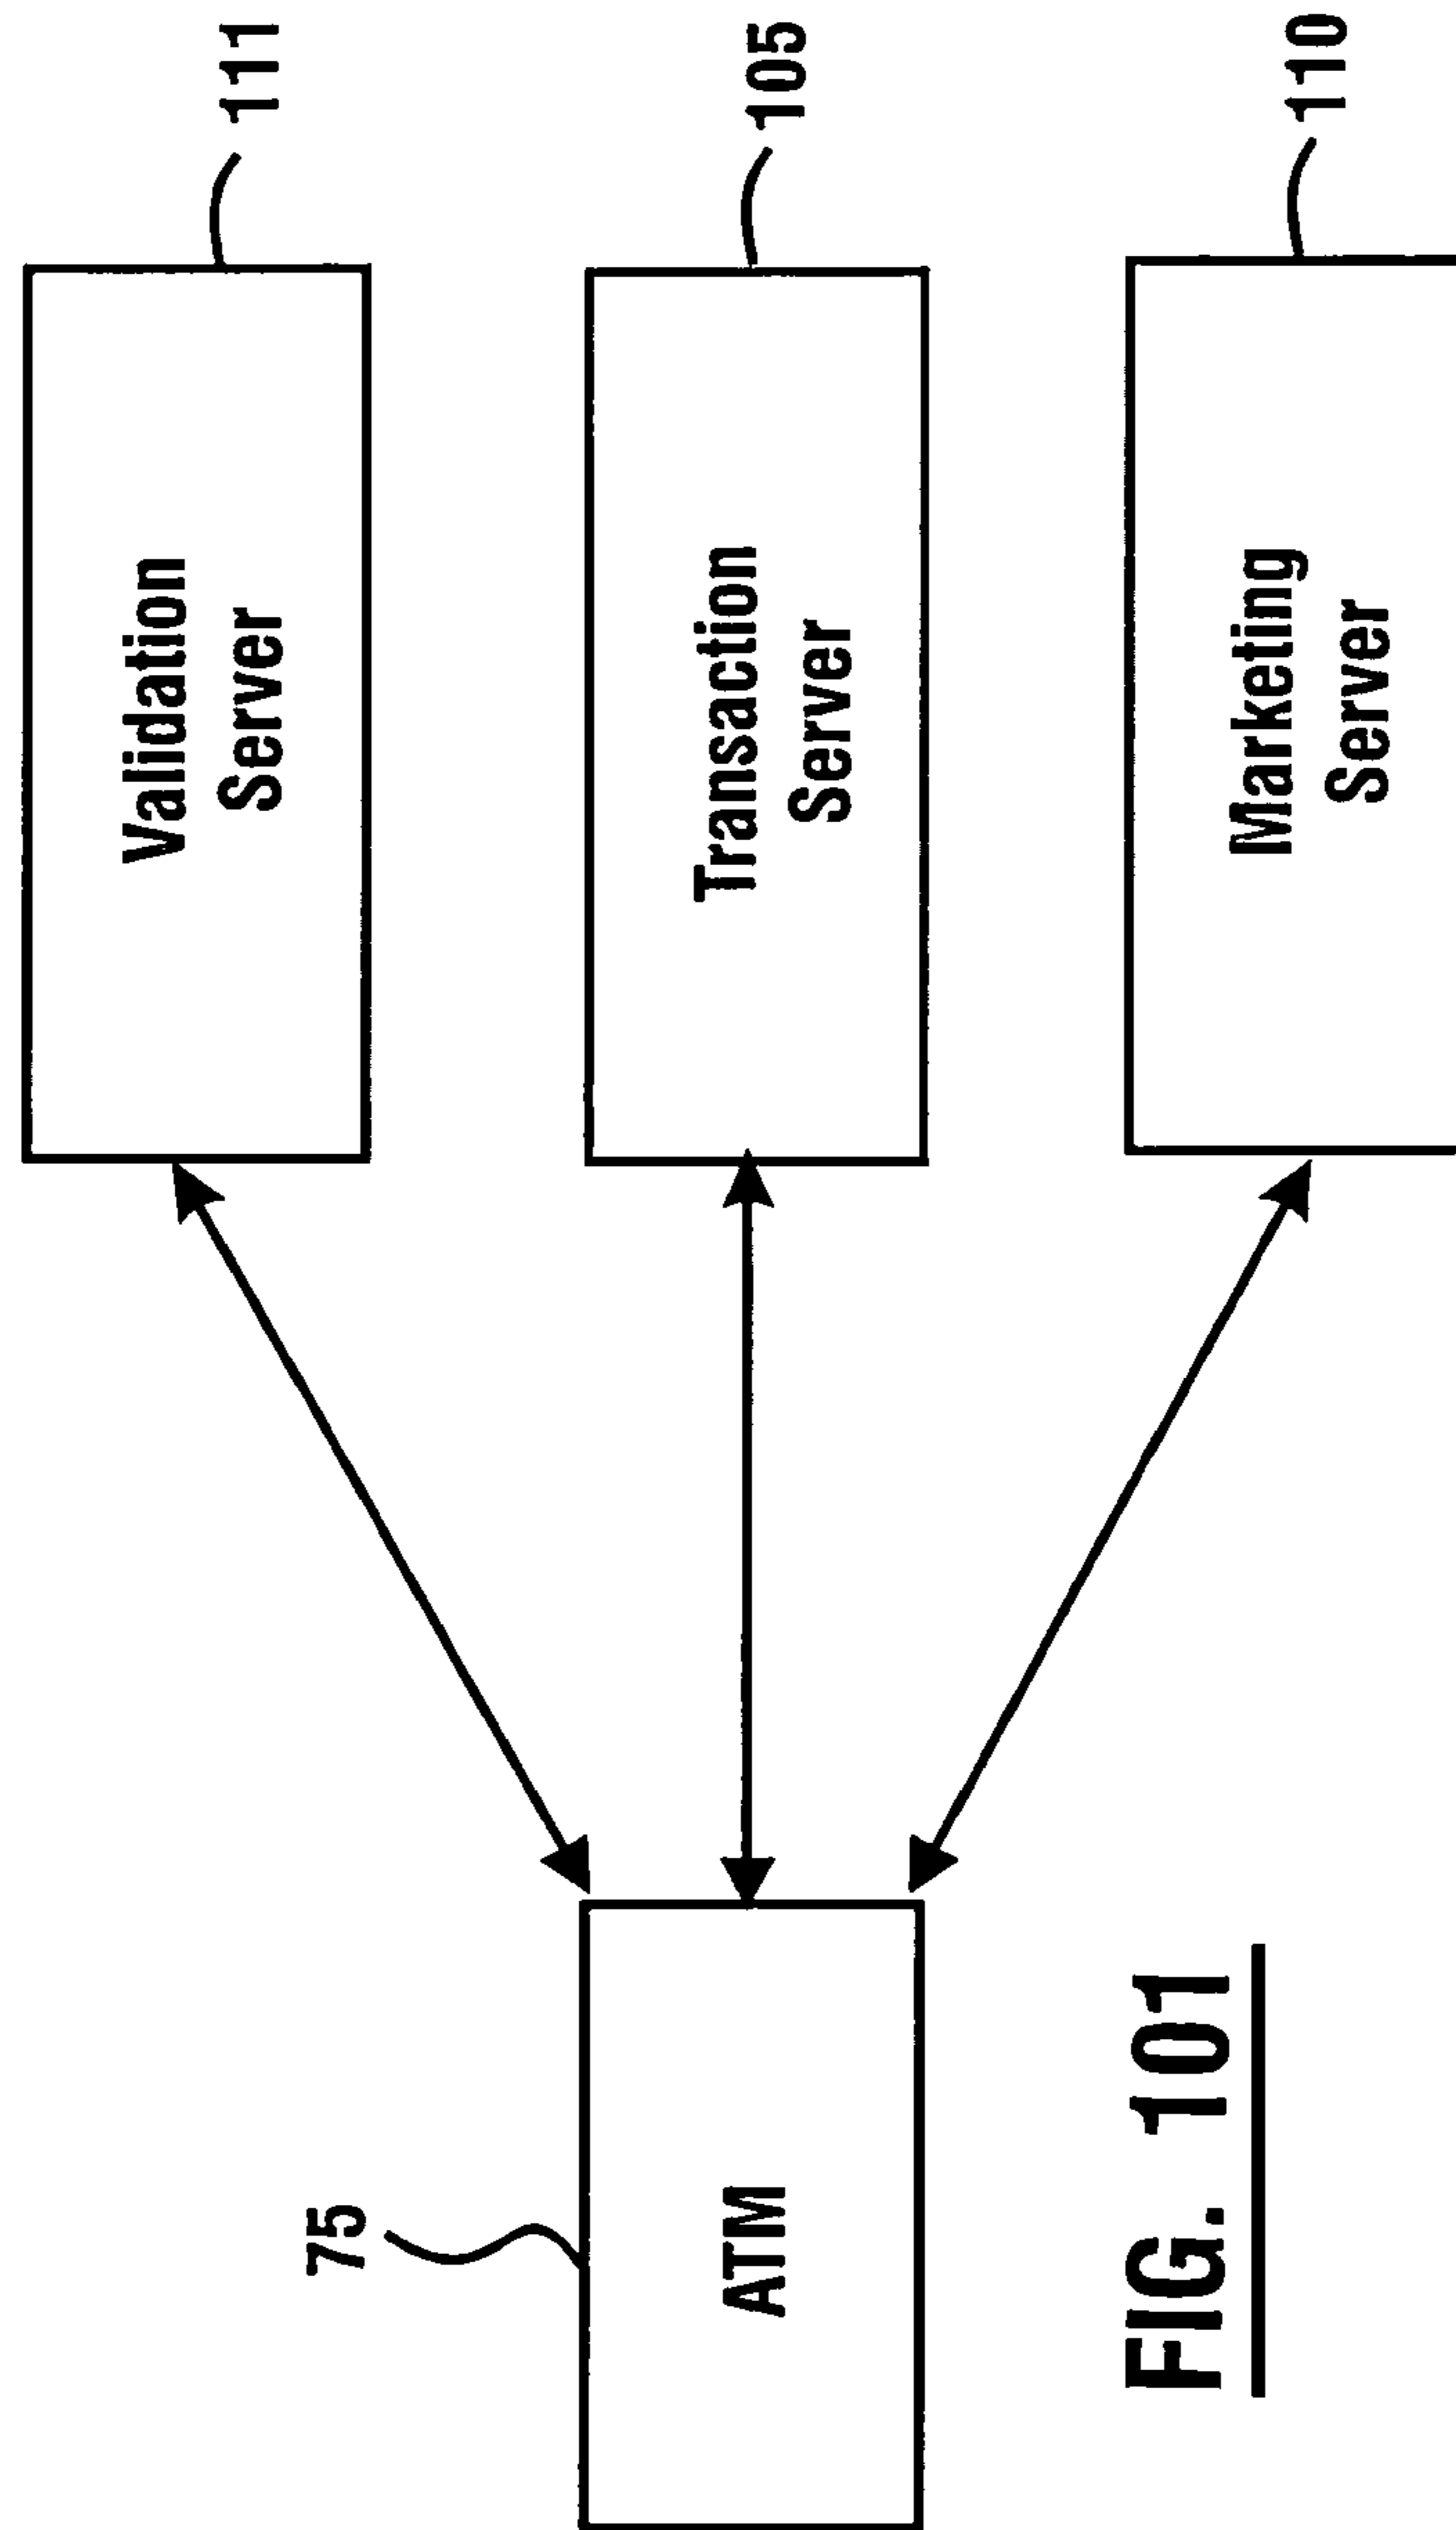 Validation
Server
111
75
ATM
Transaction
Server
105
Marketing
Server
110
FIG. 101